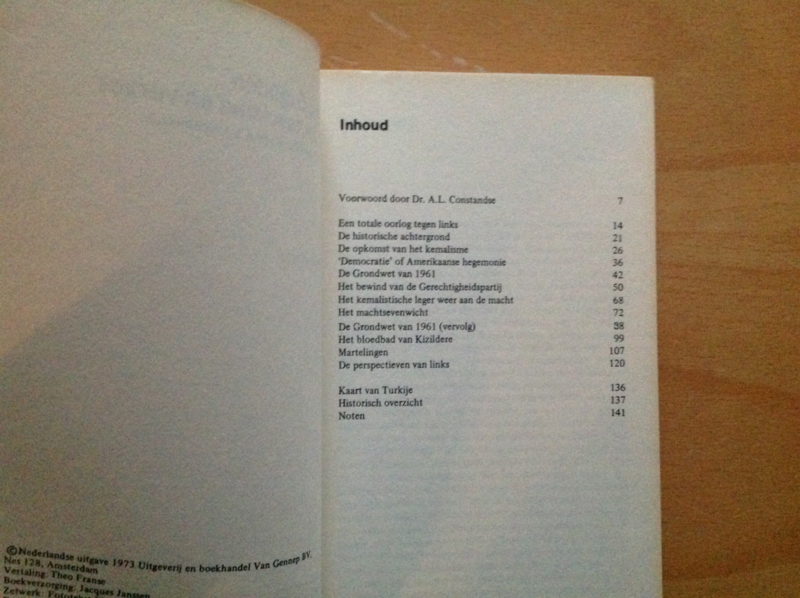 Inhoud
Voorwoord door Dr. A.L. Constandse 7
Een totale oorlog tegen links 14
De historische achtergrond 21
De opkomst van het kemalisme 26
'Democratie' of Amerikaanse hegemonie 36
De Grondwet van 1961 42
Het bewind van de Gerechtigheidspartij 50
Het kemalistische leger weer aan de macht 68
Het machtsevenwicht 72
De Grondwet van 1961 (vervolg) 88
Het bloedbad van Kizildere 99
Martelingen 107
De perspectieven van links 120
Kaart van Turkije 136
Historisch overzicht 137
Noten 141
©Nederlandse uitgave 1973 Uitgeverij en boekhandel Van Gennep BV,
Nes 128, Amsterdam
Vertaling: Theo Franse
Boekverzorging: Jacques Janssen
Zetwerk: